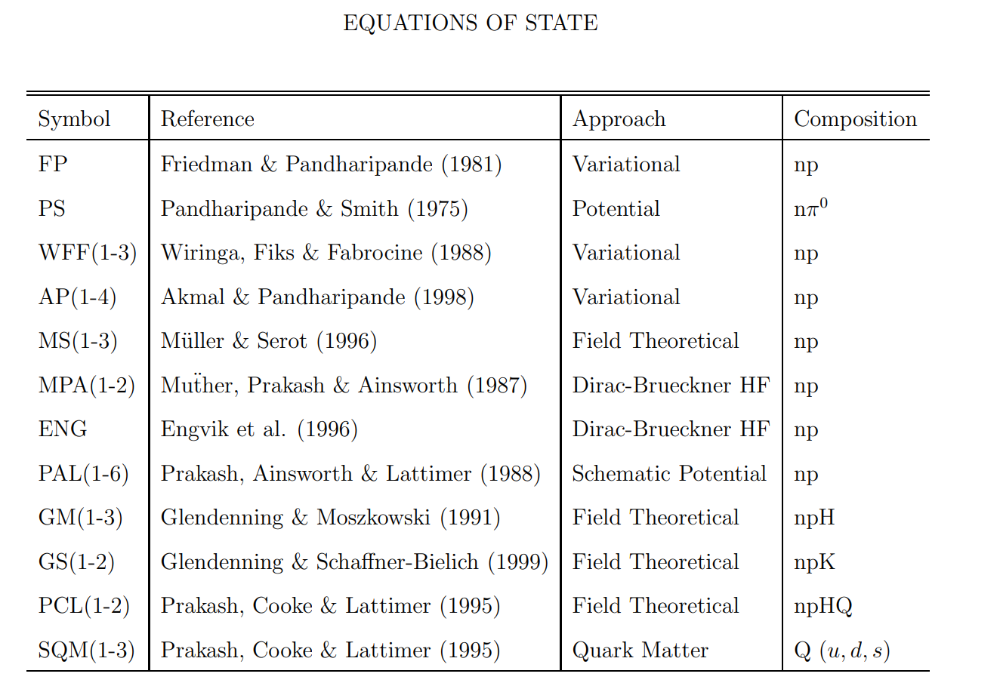 EQUATIONS OF STATE
Symbol Reference Approach Composition
FP Friedman & Pandharipande (1981) Variational np
PS Pandharipande & Smith (1975) Potential nπ⁰
WFF(1-3) Wiringa, Fiks & Fabrocine (1988) Variational np
AP(1-4) Akmal & Pandharipande (1998) Variational np
MS(1-3) Müller & Serot (1996) Field Theoretical np
MPA(1-2) Muẗher, Prakash & Ainsworth (1987) Dirac-Brueckner HF np
ENG Engvik et al. (1996) Dirac-Brueckner HF np
PAL(1-6) Prakash, Ainsworth & Lattimer (1988) Schematic Potential np
GM(1-3) Glendenning & Moszkowski (1991) Field Theoretical npH
GS(1-2) Glendenning & Schaffner-Bielich (1999) Field Theoretical npK
PCL(1-2) Prakash, Cooke & Lattimer (1995) Field Theoretical npHQ
SQM(1-3) Prakash, Cooke & Lattimer (1995) Quark Matter Q (u, d, s)